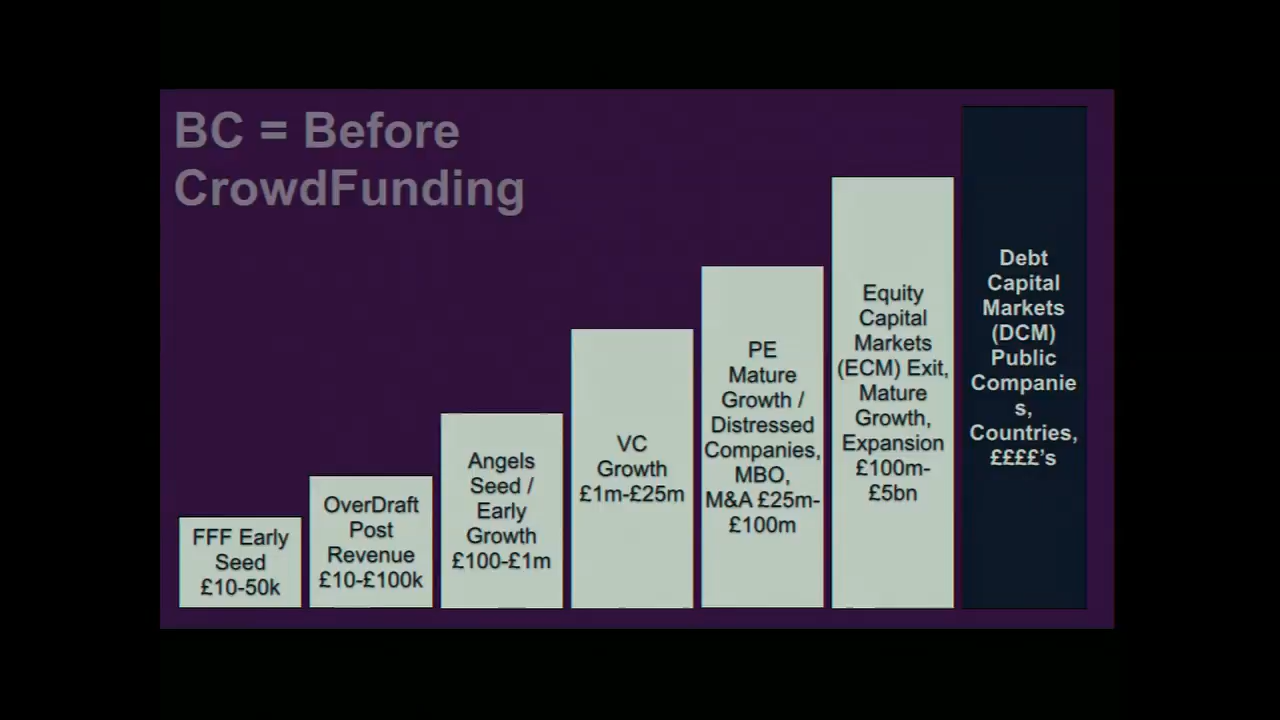 BC = Before
CrowdFunding
FFF Early
Seed
£10-50k
OverDraft
Post
Revenue
£10-£100k
Angels
Seed /
Early
Growth
£100-£1m
VC
Growth
£1m-£25m
PE
Mature
Growth /
Distressed
Companies,
MBO,
M&A £25m-
£100m
Equity
Capital
Markets
(ECM) Exit,
Mature
Growth,
Expansion
£100m-
£5bn
Debt
Capital
Markets
(DCM)
Public
Companie
s,
Countries,
££££’s